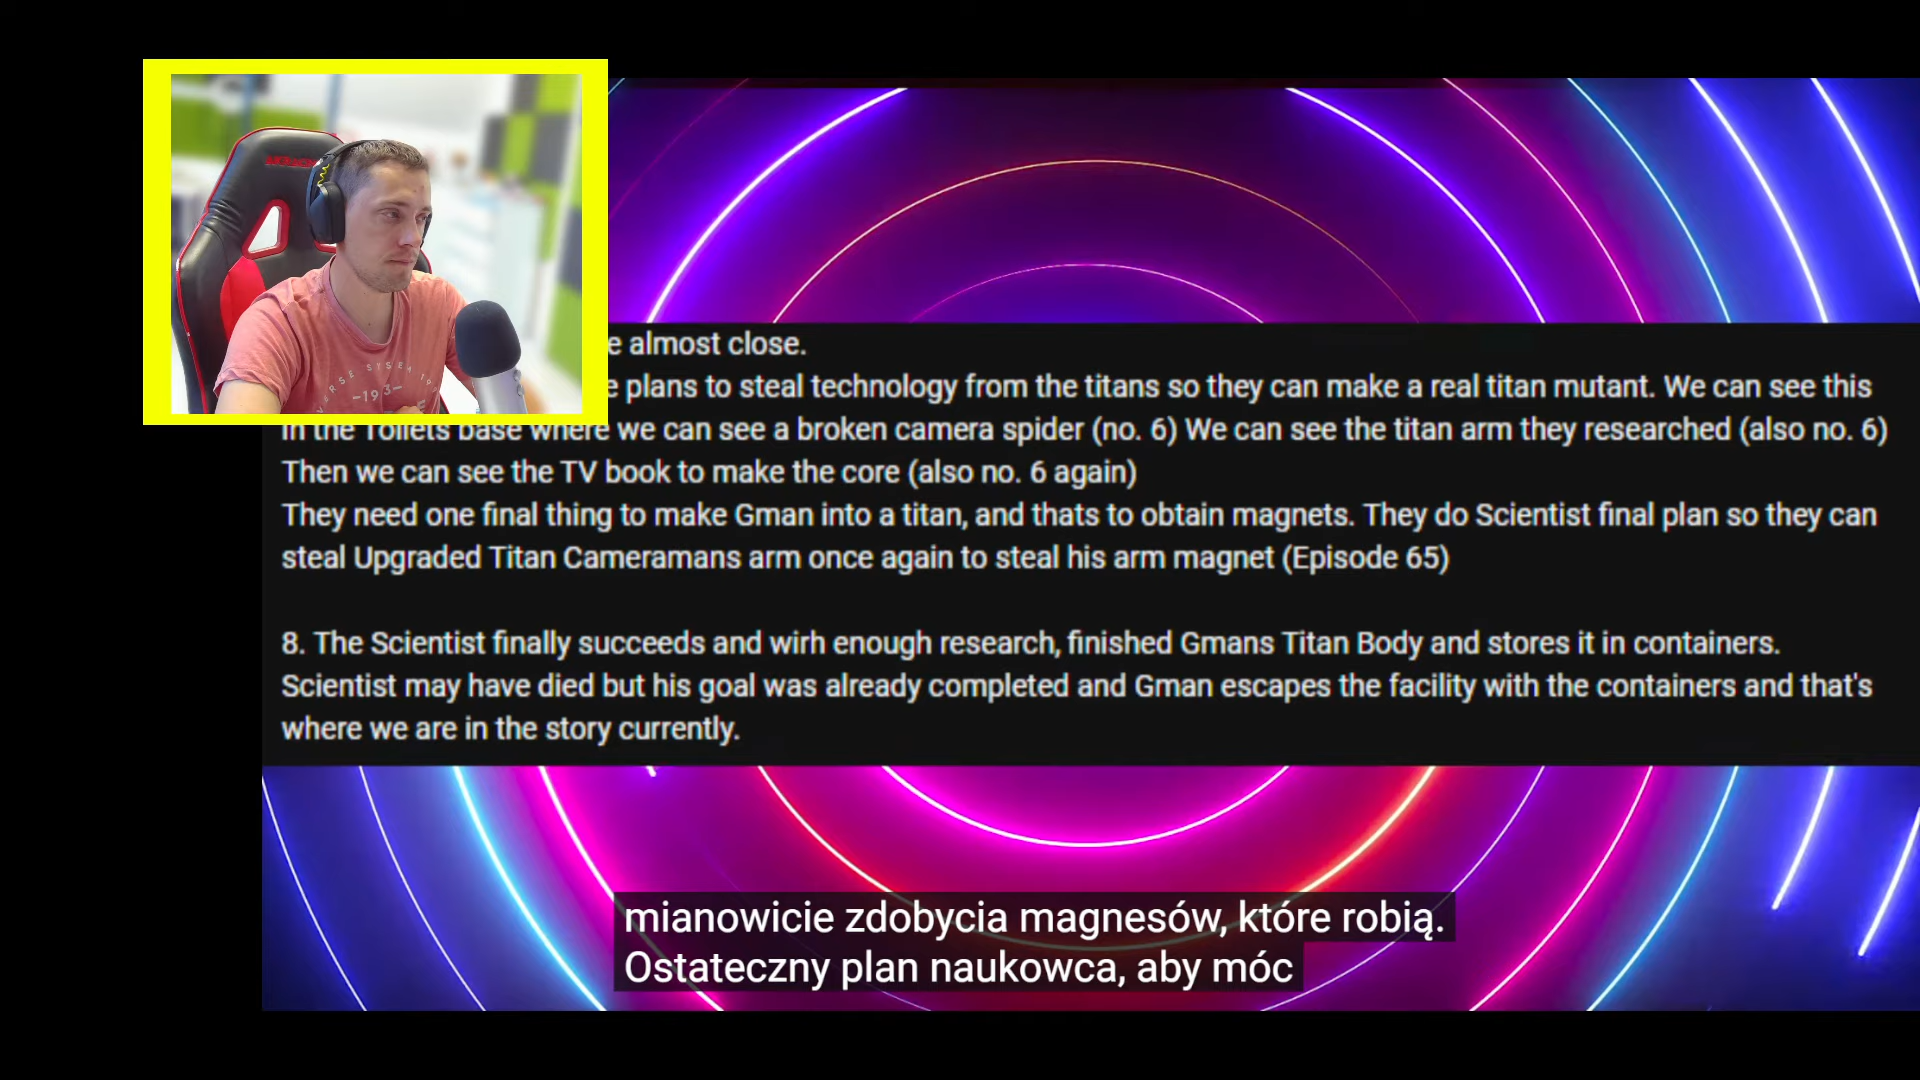 e almost close.
e plans to steal technology from the titans so they can make a real titan mutant. We can see this
in the Toilets base where we can see a broken camera spider (no. 6) We can see the titan arm they researched (also no. 6)
Then we can see the TV book to make the core (also no. 6 again)
They need one final thing to make Gman into a titan, and thats to obtain magnets. They do Scientist final plan so they can
steal Upgraded Titan Cameramans arm once again to steal his arm magnet (Episode 65)
8. The Scientist finally succeeds and wirh enough research, finished Gmans Titan Body and stores it in containers.
Scientist may have died but his goal was already completed and Gman escapes the facility with the containers and that's
where we are in the story currently.
mianowicie zdobycia magnesów, które robią.
Ostateczny plan naukowca, aby móc